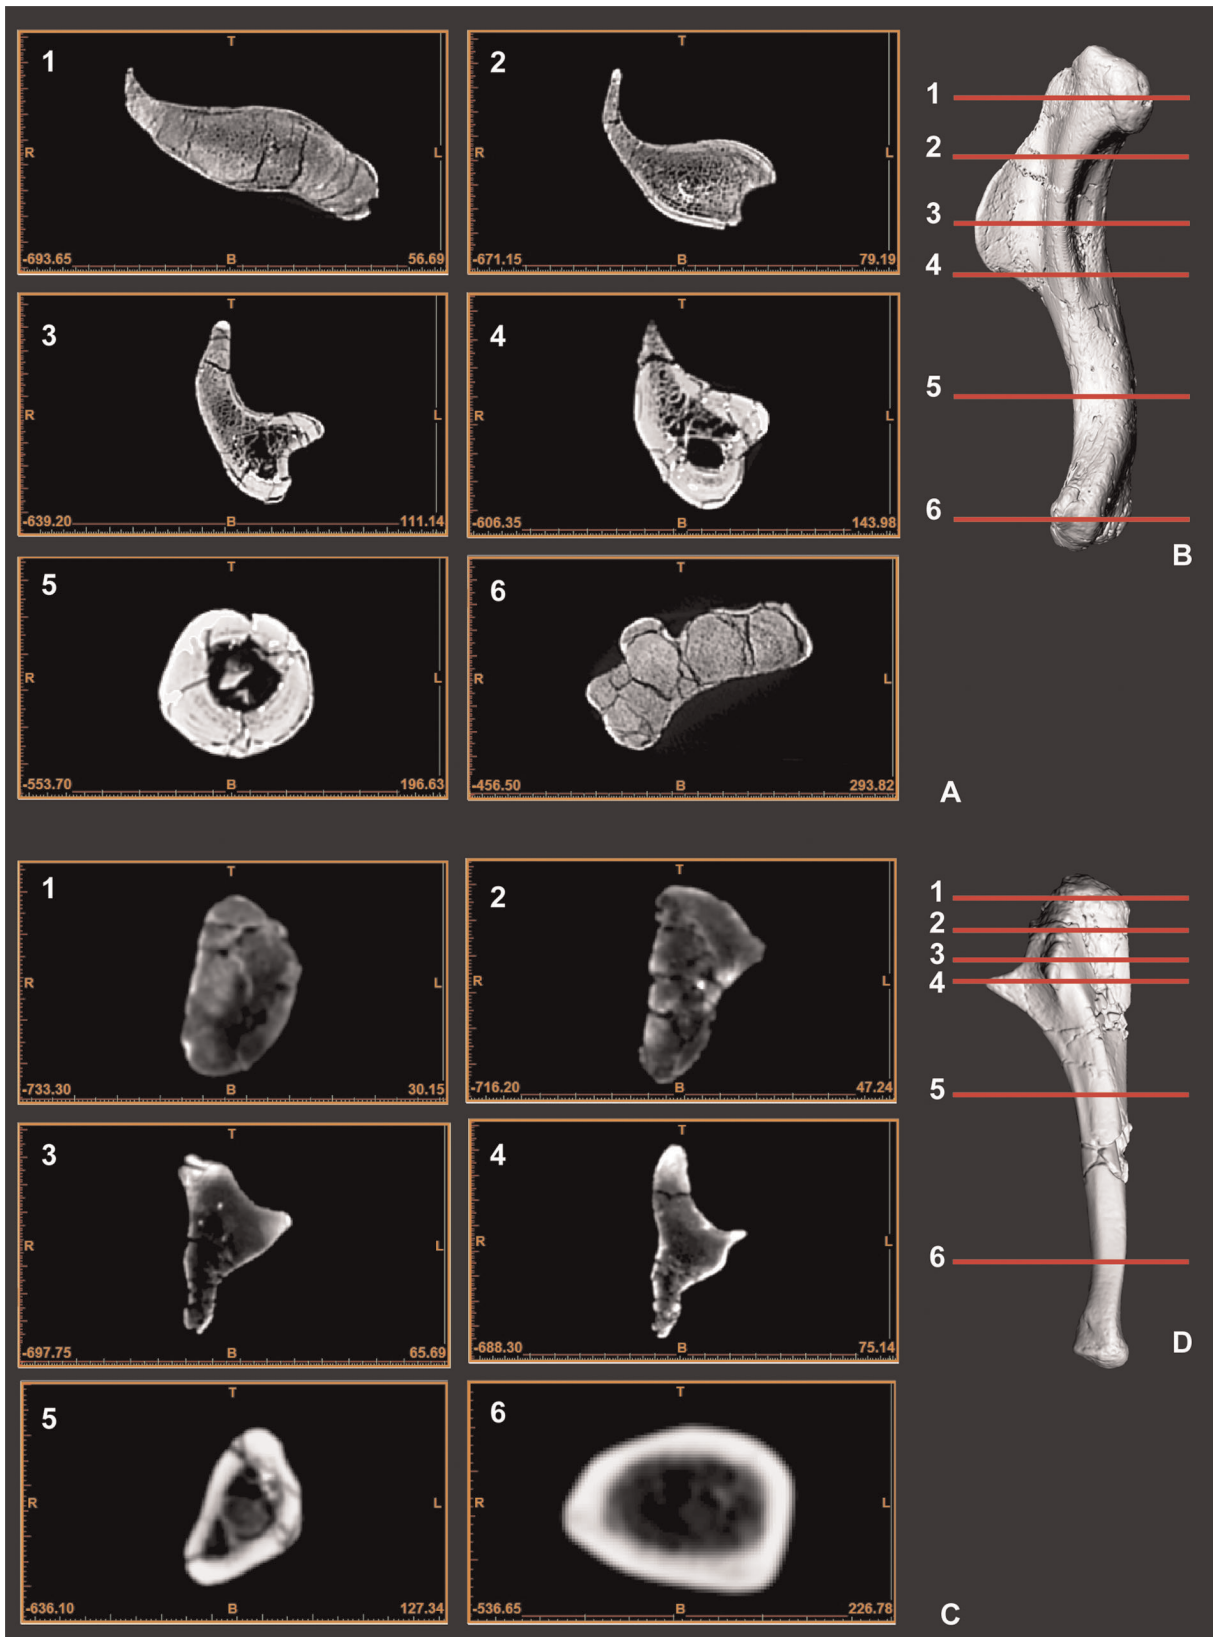 1
T
R
L
-693.65
B
56.69
2
T
R
L
-671.15
B
79.19
3
T
R
L
-639.20
B
111.14
4
T
R
L
-606.35
B
143.98
5
T
R
L
-553.70
B
196.63
6
T
R
L
-456.50
B
293.82
A
1
2
3
4
5
6
B
1
T
R
L
-733.30
B
30.15
2
T
R
L
-716.20
B
47.24
3
T
R
L
-697.75
B
65.69
4
T
R
L
-688.30
B
75.14
5
T
R
L
-636.10
B
127.34
6
T
R
L
-536.65
B
226.78
C
1
2
3
4
5
6
D